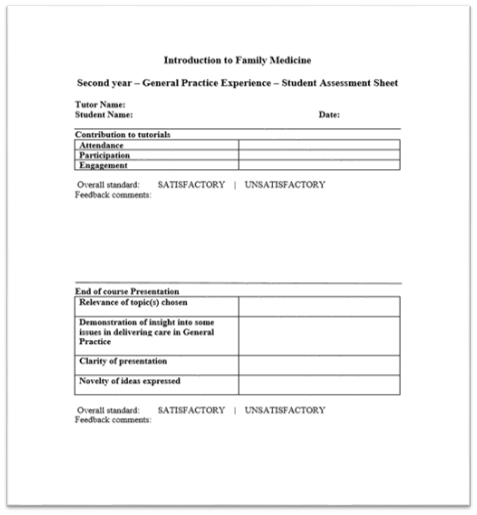 Introduction to Family Medicine
Second year – General Practice Experience – Student Assessment Sheet
Tutor Name:
Student Name: Date:
Contribution to tutorials
Attendance
Participation
Engagement
Overall standard: SATISFACTORY | UNSATISFACTORY
Feedback comments:
End of course Presentation
Relevance of topic(s) chosen
Demonstration of insight into some
issues in delivering care in General
Practice
Clarity of presentation
Novelty of ideas expressed
Overall standard: SATISFACTORY | UNSATISFACTORY
Feedback comments: